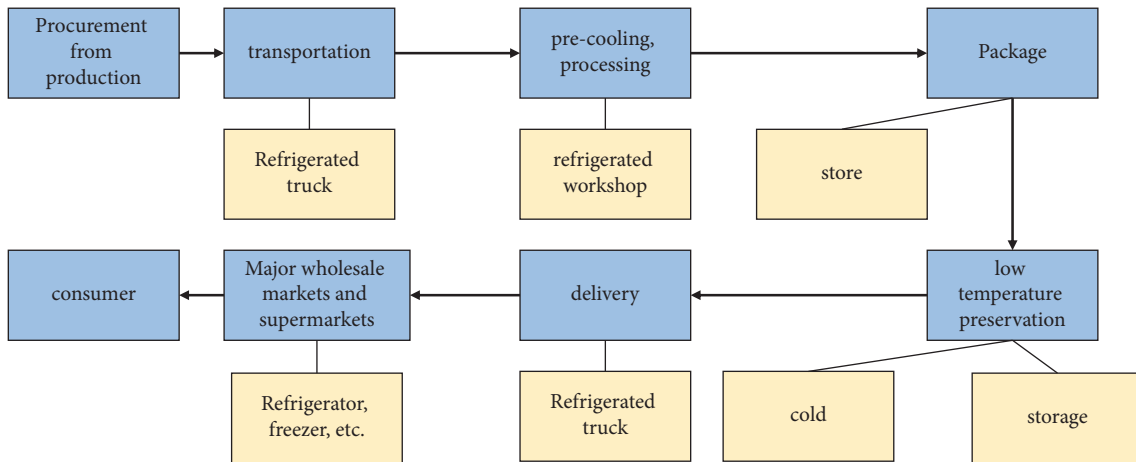 Procurement
from
production
transportation
pre-cooling,
processing
Package
Refrigerated
truck
refrigerated
workshop
store
consumer
Major wholesale
markets and
supermarkets
delivery
low
temperature
preservation
Refrigerator,
freezer, etc.
Refrigerated
truck
cold
storage